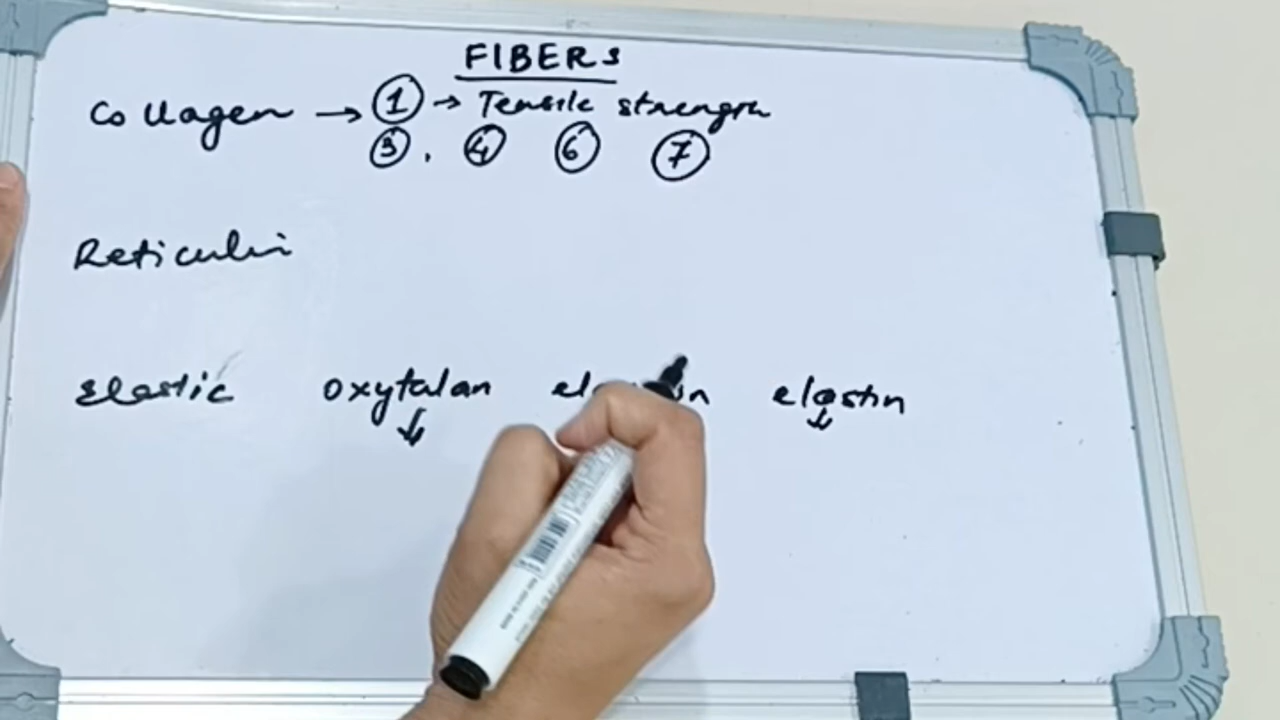 FIBERS
Collagen → ① → Tensile strength
③ . ④ ⑥ ⑦
Reticulin
Elastic oxytalan elastin